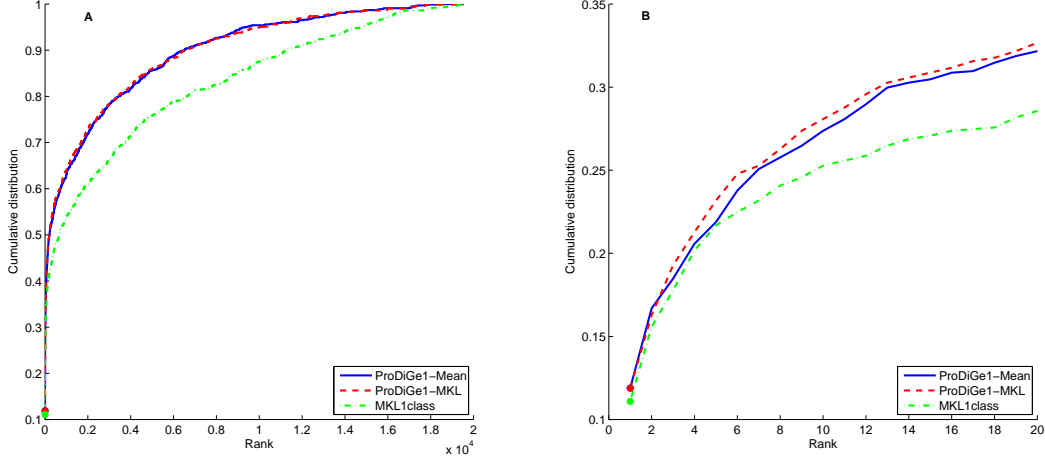 A
1
0.9
0.8
0.7
0.6
0.5
0.4
0.3
0.2
0.1
Cumulative distribution
0 0.2 0.4 0.6 0.8 1 1.2 1.4 1.6 1.8 2
x 10^4
Rank
ProDiGe1-Mean
ProDiGe1-MKL
MKL1class
B
0.35
0.3
0.25
0.2
0.15
0.1
Cumulative distribution
0 2 4 6 8 10 12 14 16 18 20
Rank
ProDiGe1-Mean
ProDiGe1-MKL
MKL1class